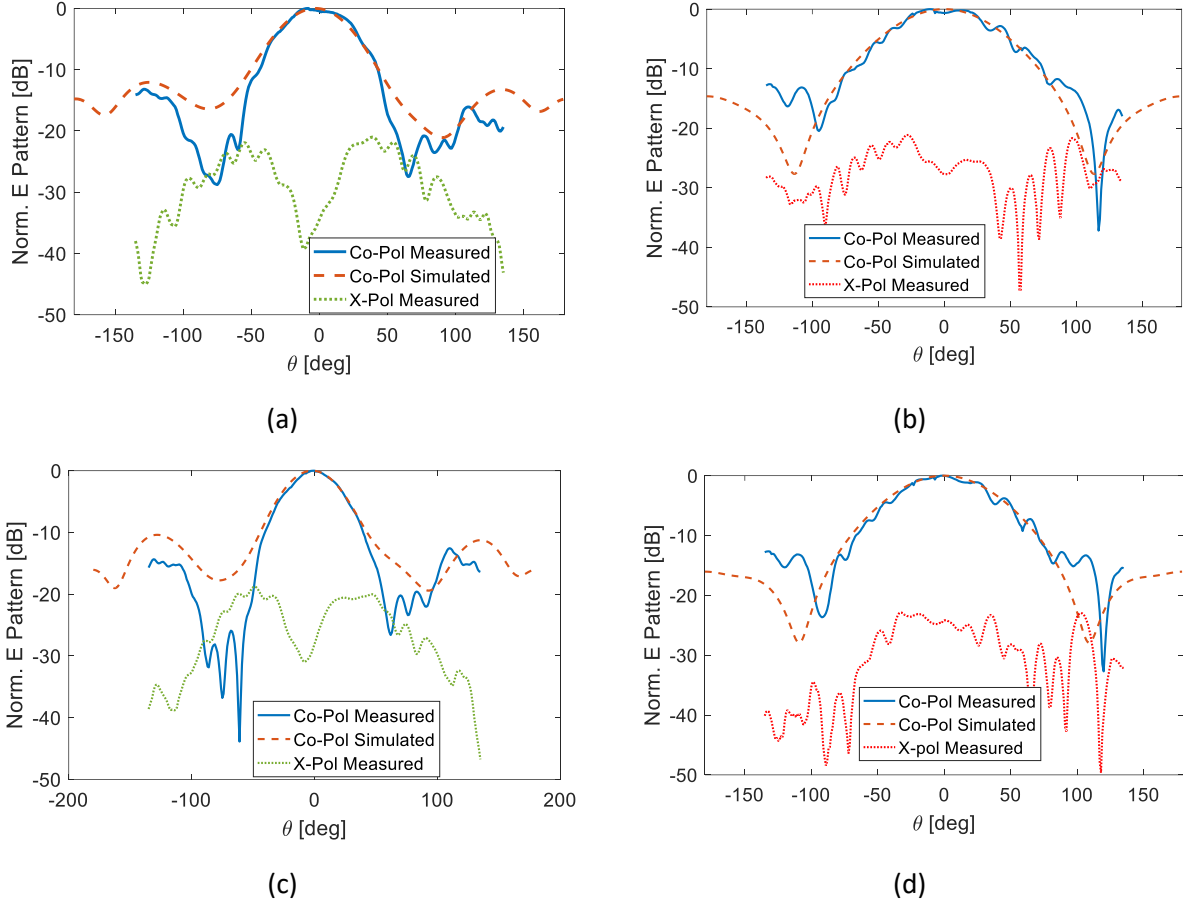 0
-10
-20
-30
-40
-50
Norm. E Pattern [dB]
Co-Pol Measured
Co-Pol Simulated
X-Pol Measured
-150 -100 -50 0 50 100 150
θ [deg]
(a)
0
-10
-20
-30
-40
-50
Norm. E Pattern [dB]
Co-Pol Measured
Co-Pol Simulated
X-Pol Measured
-150 -100 -50 0 50 100 150
θ [deg]
(b)
0
-10
-20
-30
-40
-50
Norm. E Pattern [dB]
Co-Pol Measured
Co-Pol Simulated
X-Pol Measured
-200 -100 0 100 200
θ [deg]
(c)
0
-10
-20
-30
-40
-50
Norm. E Pattern [dB]
Co-Pol Measured
Co-Pol Simulated
X-pol Measured
-150 -100 -50 0 50 100 150
θ [deg]
(d)